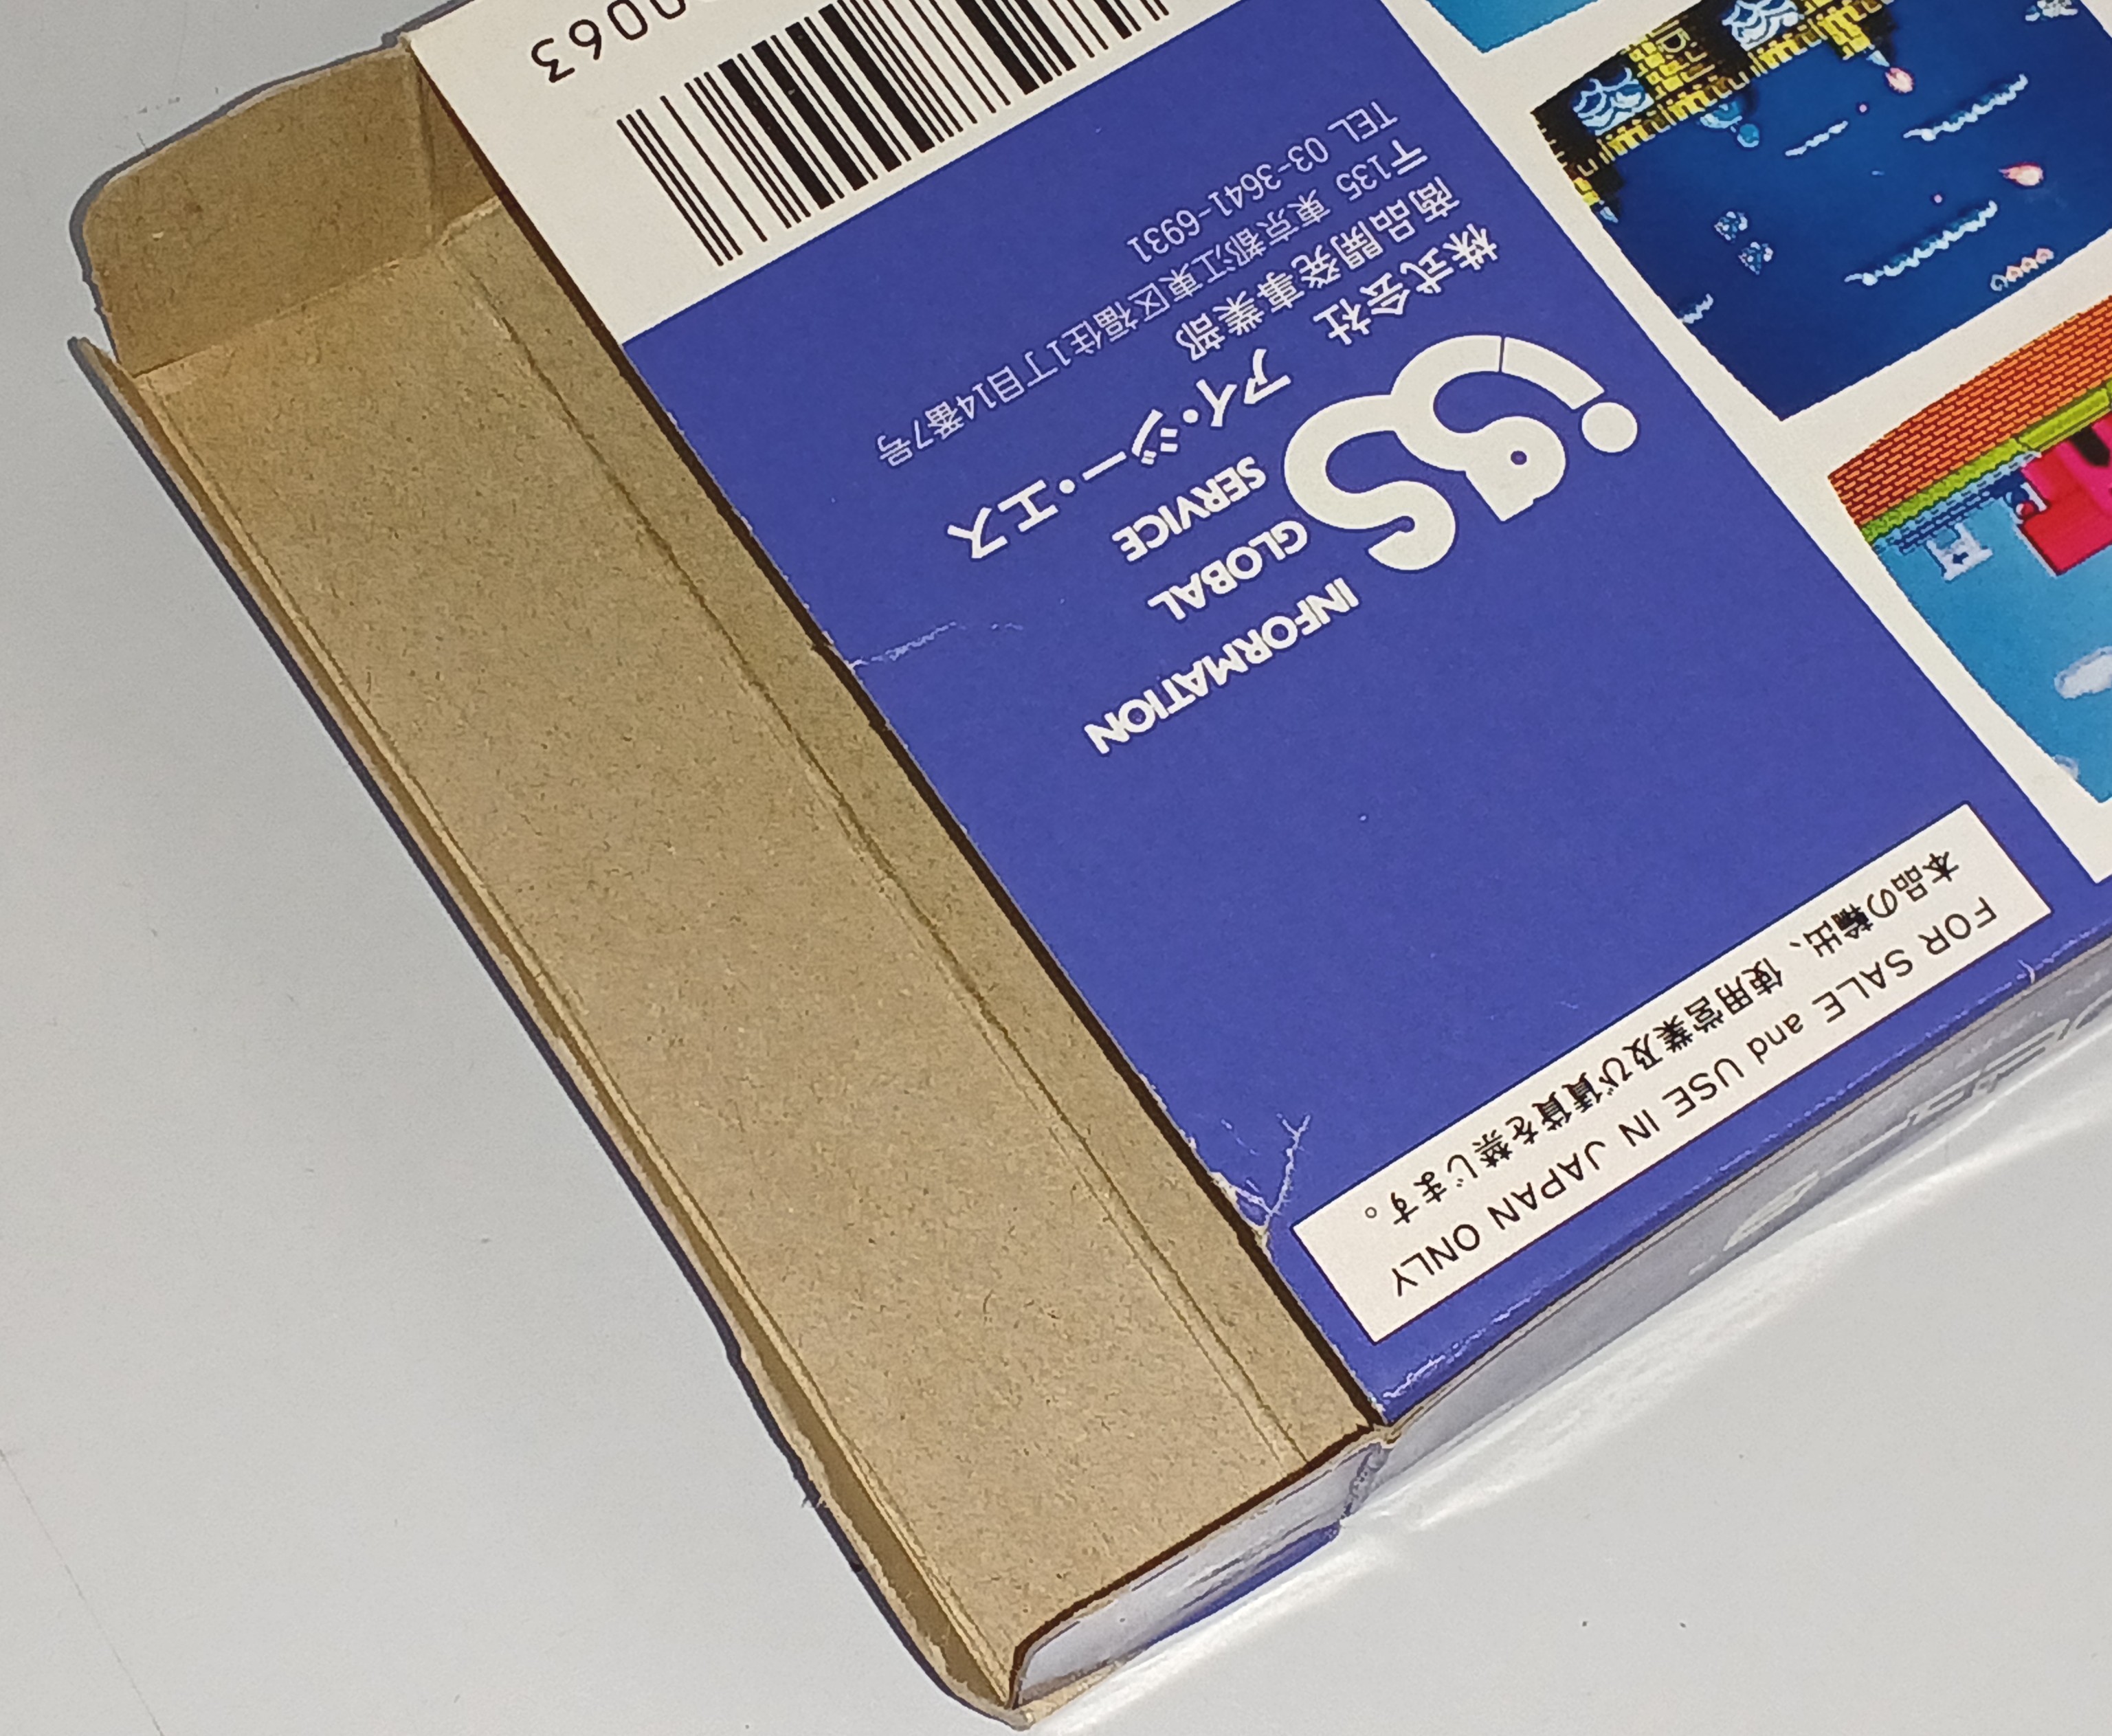 FOR SALE and USE IN JAPAN ONLY
本品の輸出、使用営業及び賃貸を禁じます。
igs
INFORMATION
GLOBAL
SERVICE
株式会社 アイ・ジー・エス
商品開発事業部
〒135 東京都江東区福住1丁目14番7号
TEL 03-3641-6931
0063